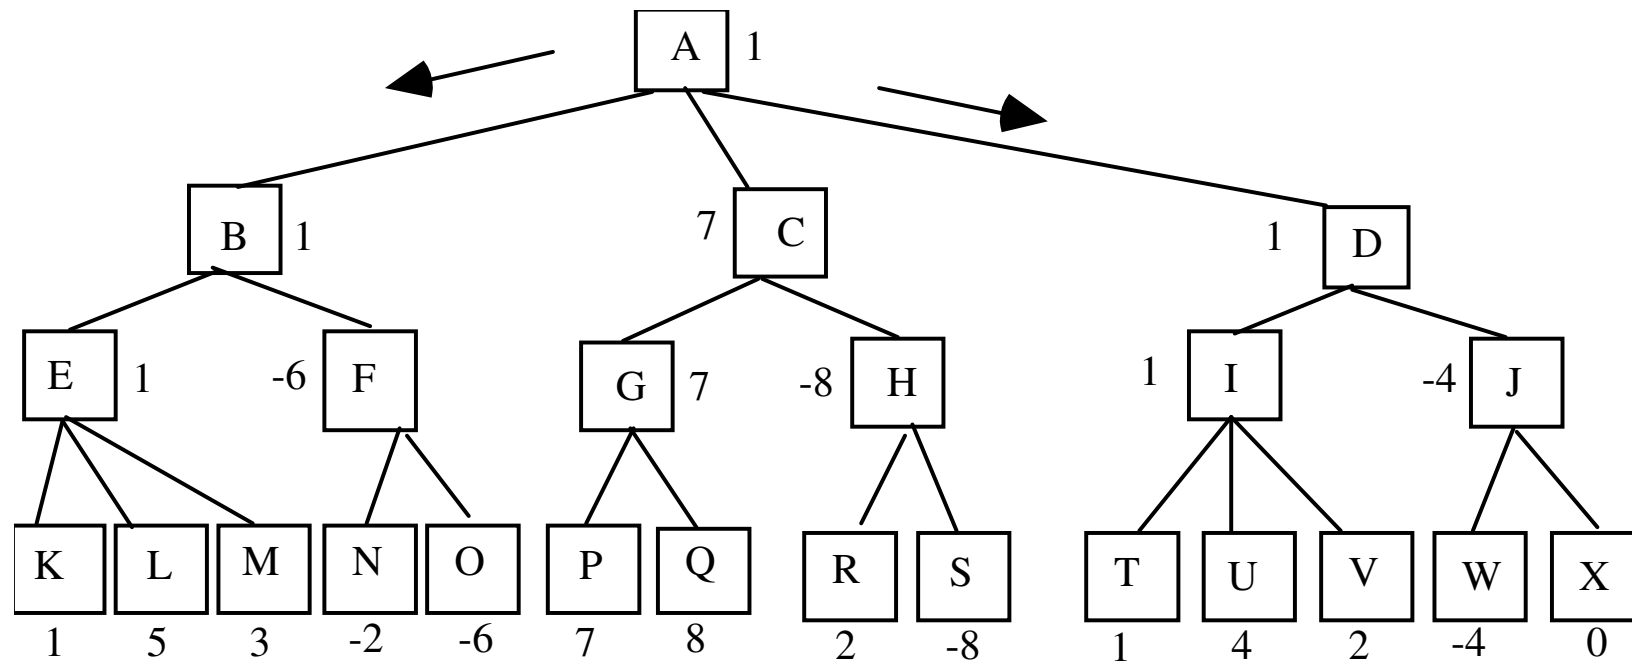 A 1
B 1
7 C
1 D
E 1
-6 F
G 7
-8 H
1 I
-4 J
K L M N O P Q R S T U V W X
1 5 3 -2 -6 7 8 2 -8 1 4 2 -4 0